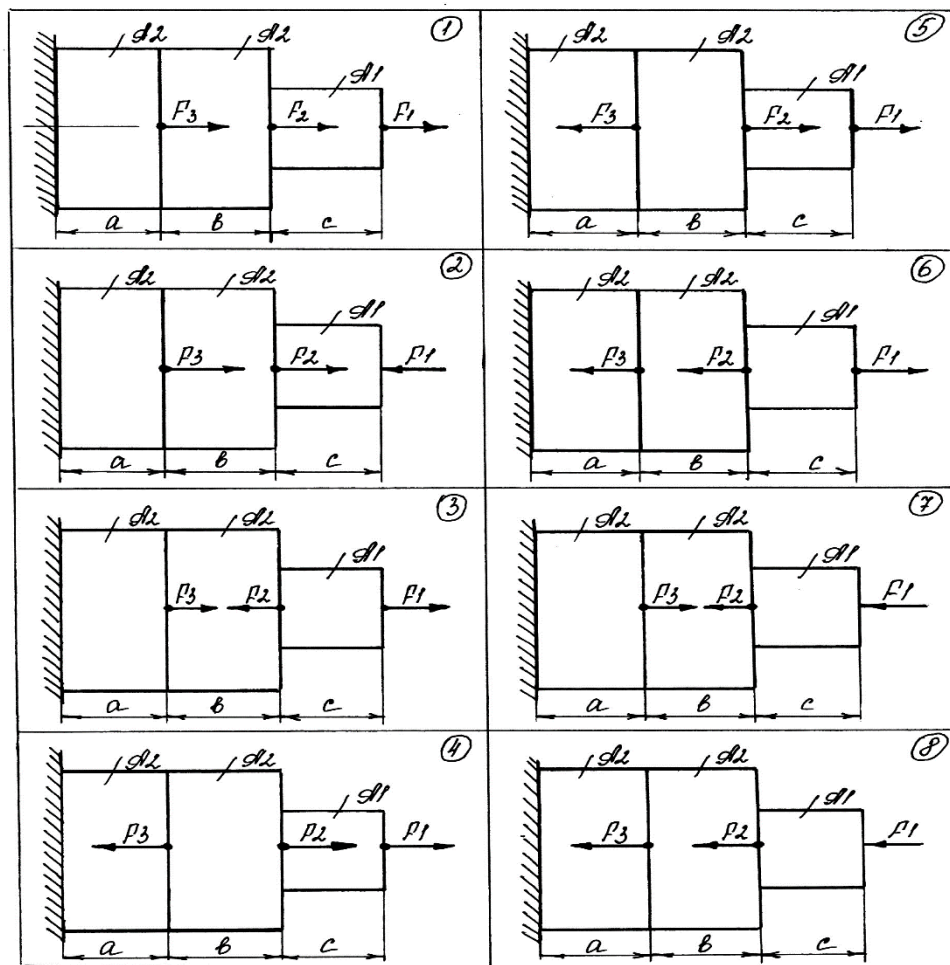 A2 A2 ①
A1
F3 F2 F1
a в c
A2 A2 ②
A1
F3 F2 F1
a в c
A2 A2 ③
A1
F3 F2 F1
a в c
A2 A2 ④
A1
F3 F2 F1
a в c
A2 A2 ⑤
A1
F3 F2 F1
a в c
A2 A2 ⑥
A1
F3 F2 F1
a в c
A2 A2 ⑦
A1
F3 F2 F1
a в c
A2 A2 ⑧
A1
F3 F2 F1
a в c